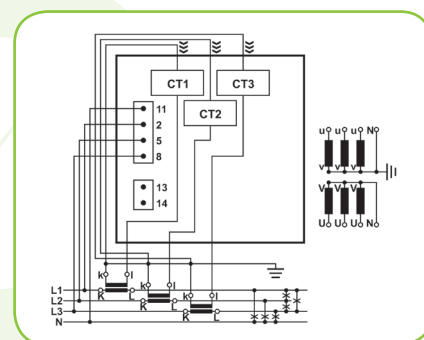 CT1 CT3
CT2
11
2
5
8
13
14
u u u N
v
V V V
U U U N
k l
k l
k l
L1
L2
L3
N
K L
K L
K L